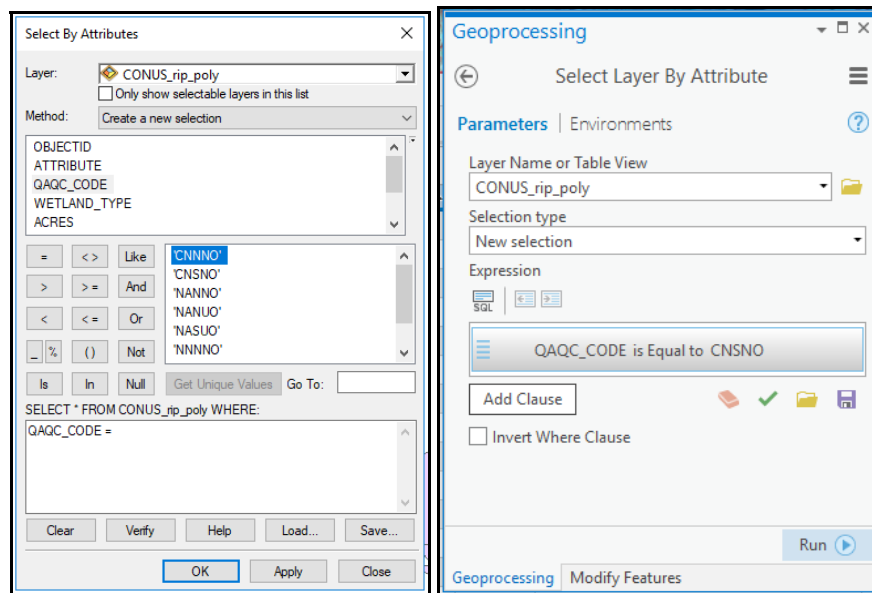 Select By Attributes
Layer: CONUS_rip_poly
Only show selectable layers in this list
Method: Create a new selection
OBJECTID
ATTRIBUTE
QAQC_CODE
WETLAND_TYPE
ACRES
= < > Like
> > = And
< < = Or
_ % ( ) Not
Is In Null
'CNNNO'
'CNSNO'
'NANNO'
'NANUO'
'NASUO'
'NNNNO'
Get Unique Values Go To:
SELECT * FROM CONUS_rip_poly WHERE:
QAQC_CODE =
Clear Verify Help Load... Save...
OK Apply Close
Geoprocessing
Select Layer By Attribute
Parameters | Environments
?
Layer Name or Table View
CONUS_rip_poly
Selection type
New selection
Expression
SQL
QAQC_CODE is Equal to CNSNO
Add Clause
Invert Where Clause
Run
Geoprocessing Modify Features